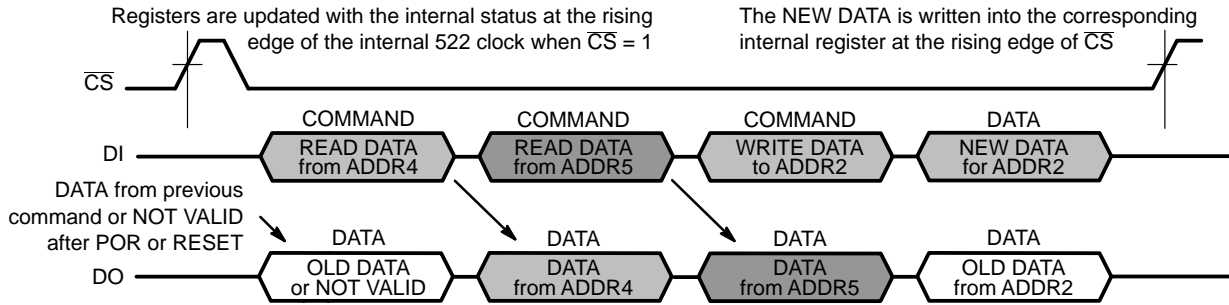 Registers are updated with the internal status at the rising
edge of the internal 522 clock when C̅S̅ = 1
The NEW DATA is written into the corresponding
internal register at the rising edge of C̅S̅
C̅S̅
COMMAND
COMMAND
COMMAND
DATA
DI
READ DATA
from ADDR4
READ DATA
from ADDR5
WRITE DATA
to ADDR2
NEW DATA
for ADDR2
DATA from previous
command or NOT VALID
after POR or RESET
DATA
DATA
DATA
DATA
DO
OLD DATA
or NOT VALID
DATA
from ADDR4
DATA
from ADDR5
OLD DATA
from ADDR2